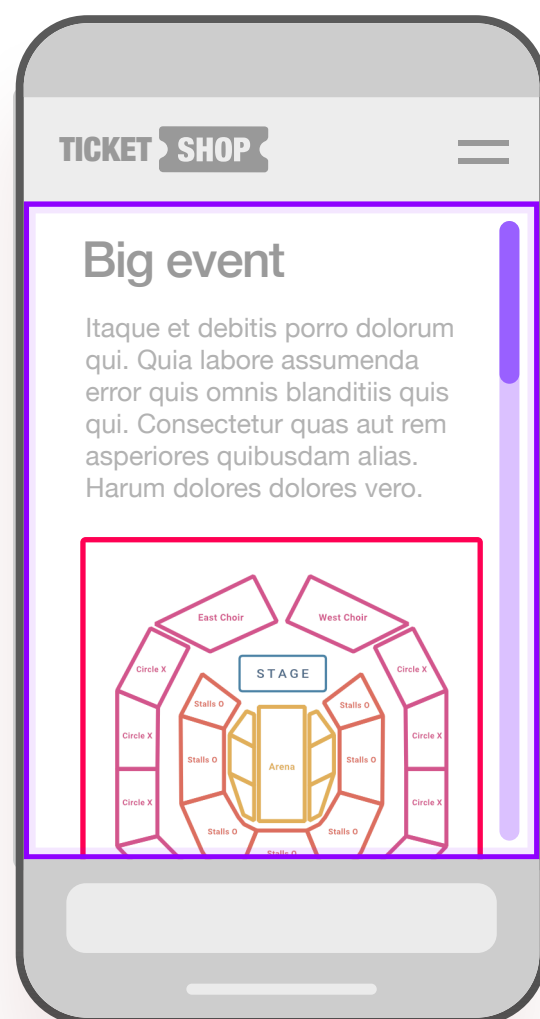 TICKET SHOP
Big event
Itaque et debitis porro dolorum
qui. Quia labore assumenda
error quis omnis blanditiis quis
qui. Consectetur quas aut rem
asperiores quibusdam alias.
Harum dolores dolores vero.
East Choir
West Choir
Circle X
Circle X
STAGE
Stalls O
Stalls O
Circle X
Circle X
Stalls O
Arena
Stalls O
Circle X
Circle X
Stalls O
Stalls O
Stalls O